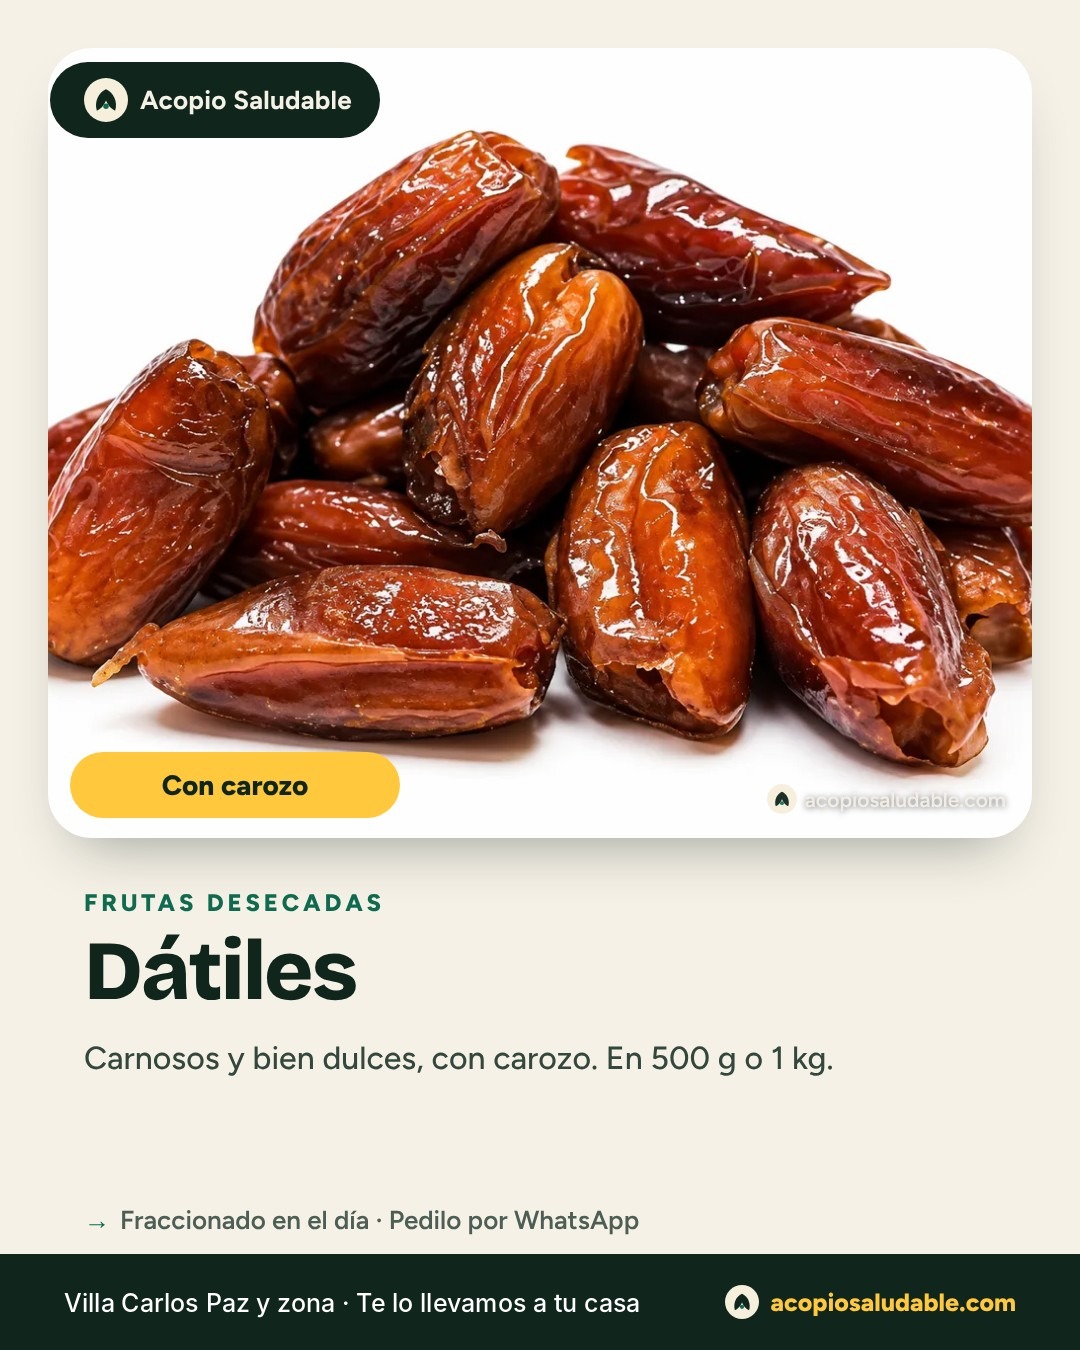 Acopio Saludable
Con carozo
acopiosaludable.com
FRUTAS DESECADAS
Dátiles
Carnosos y bien dulces, con carozo. En 500 g o 1 kg.
→ Fraccionado en el día · Pedilo por WhatsApp
Villa Carlos Paz y zona · Te lo llevamos a tu casa
acopiosaludable.com